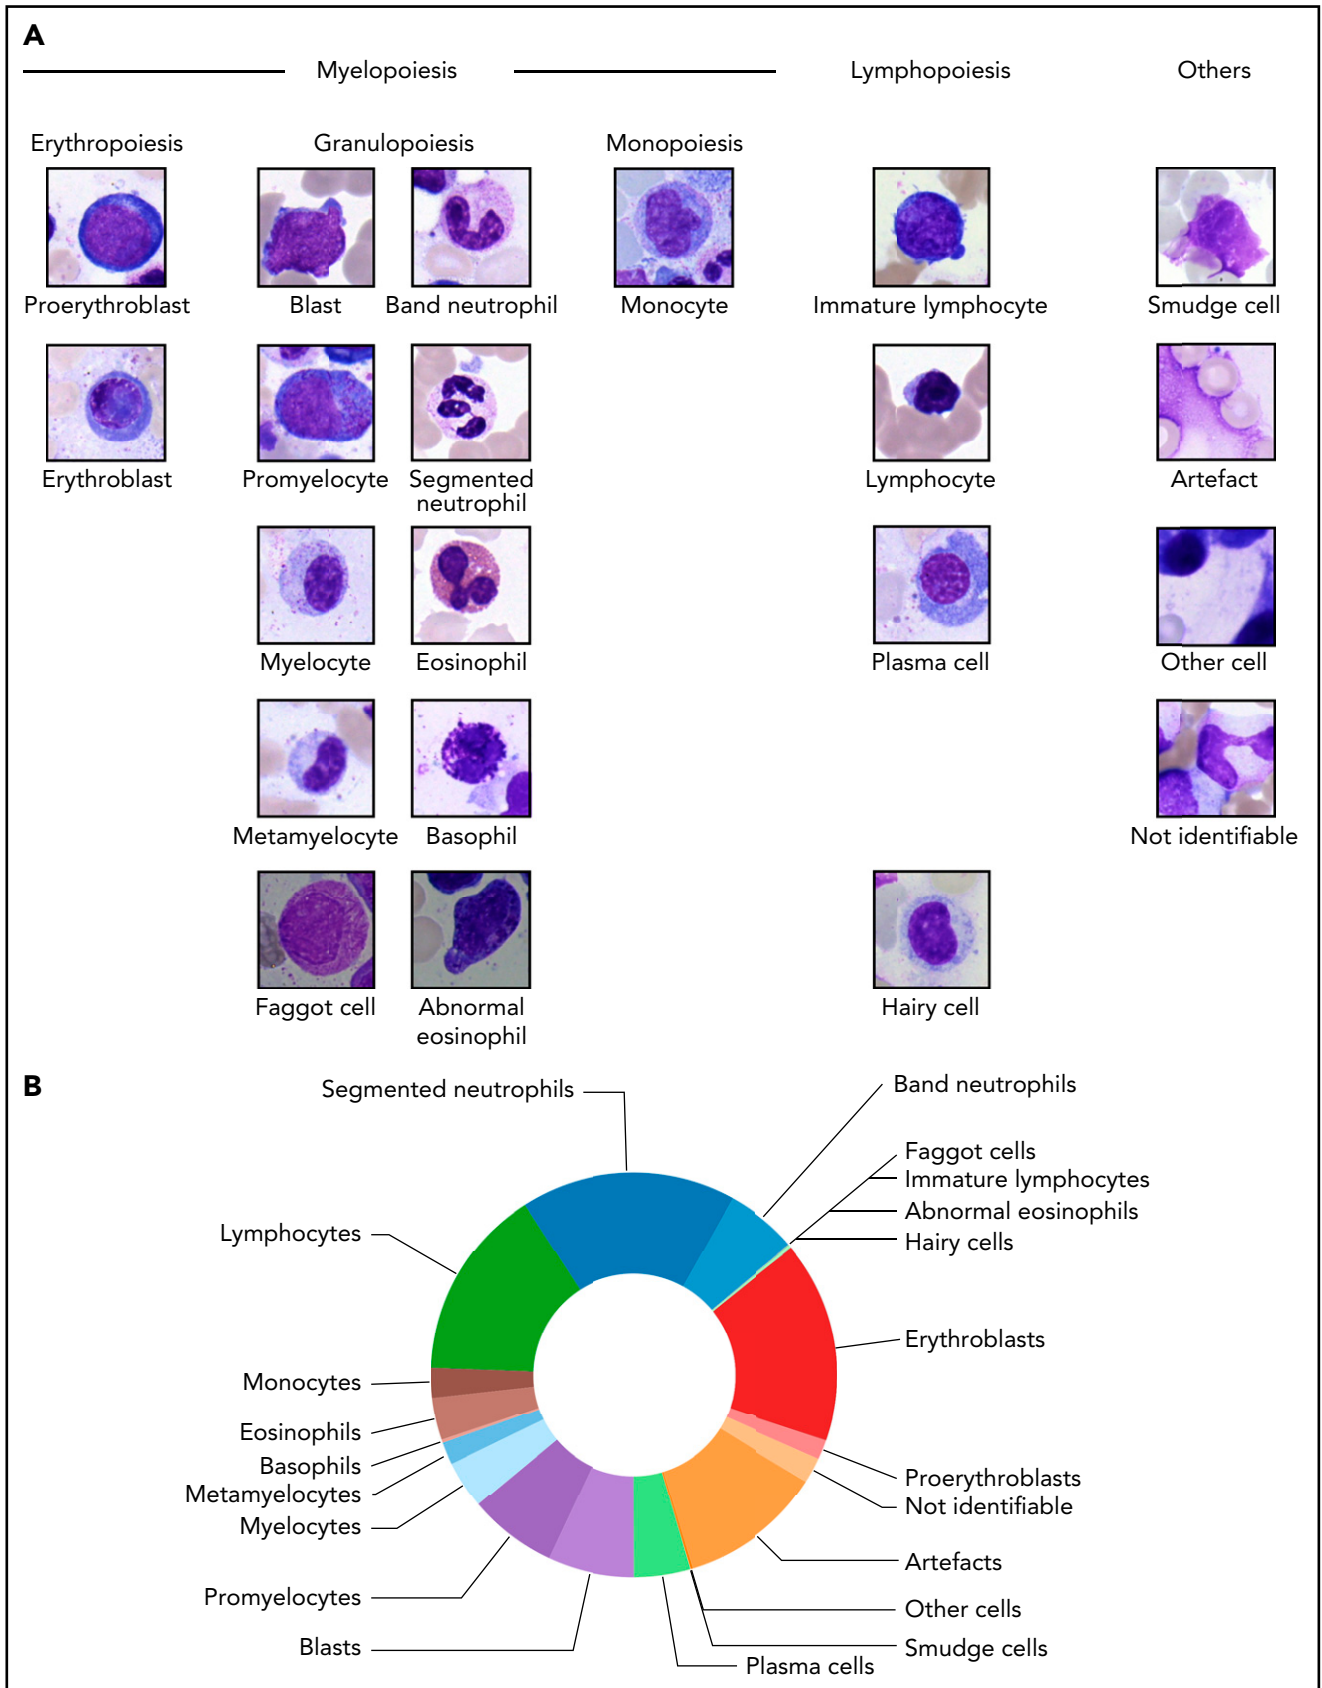 A
Myelopoiesis
Lymphopoiesis
Others
Erythropoiesis
Granulopoiesis
Monopoiesis
Proerythroblast
Blast
Band neutrophil
Monocyte
Immature lymphocyte
Smudge cell
Erythroblast
Promyelocyte
Segmented
neutrophil
Lymphocyte
Artefact
Myelocyte
Eosinophil
Plasma cell
Other cell
Metamyelocyte
Basophil
Not identifiable
Faggot cell
Abnormal
eosinophil
Hairy cell
B
Segmented neutrophils
Band neutrophils
Faggot cells
Immature lymphocytes
Abnormal eosinophils
Hairy cells
Lymphocytes
Erythroblasts
Monocytes
Eosinophils
Basophils
Metamyelocytes
Myelocytes
Proerythroblasts
Not identifiable
Artefacts
Promyelocytes
Other cells
Blasts
Smudge cells
Plasma cells